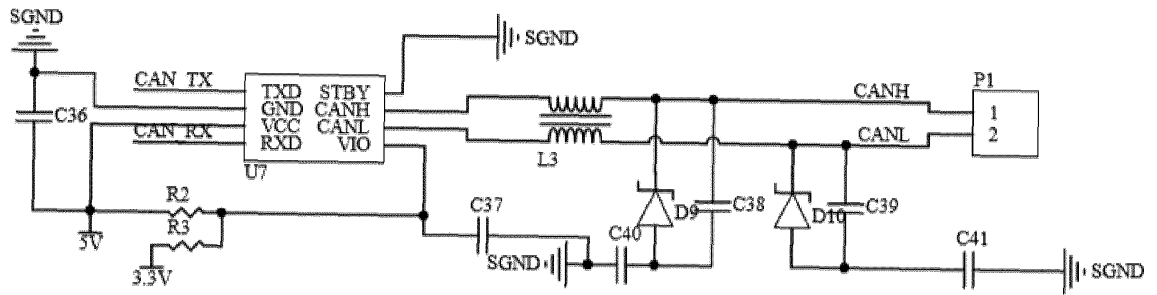 SGND
SGND
P1
CAN TX
TXD STBY
CANH
C36
GND CANH
1
VCC CANL
CAN RX
CANL
2
RXD VIO
U7
L3
R2
C37
D9
C38
D10
C39
R3
C40
C41
5V
SGND
SGND
3.3V